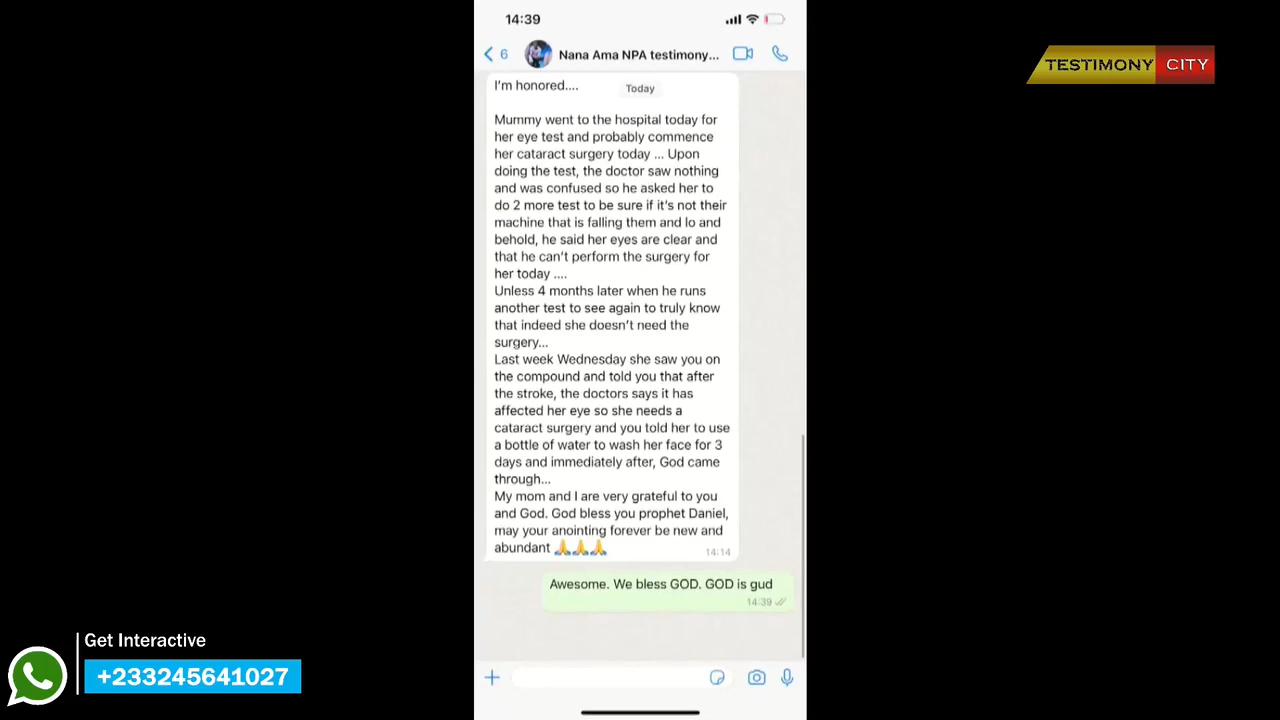 14:39
6
Nana Ama NPA testimony...
TESTIMONY CITY
I'm honored....
Today
Mummy went to the hospital today for
her eye test and probably commence
her cataract surgery today ... Upon
doing the test, the doctor saw nothing
and was confused so he asked her to
do 2 more test to be sure if it's not their
machine that is falling them and lo and
behold, he said her eyes are clear and
that he can't perform the surgery for
her today ....
Unless 4 months later when he runs
another test to see again to truly know
that indeed she doesn't need the
surgery...
Last week Wednesday she saw you on
the compound and told you that after
the stroke, the doctors says it has
affected her eye so she needs a
cataract surgery and you told her to use
a bottle of water to wash her face for 3
days and immediately after, God came
through...
My mom and I are very grateful to you
and God. God bless you prophet Daniel,
may your anointing forever be new and
abundant 🙏🙏🙏
14:14
Awesome. We bless GOD. GOD is gud
14:39
Get Interactive
+233245641027